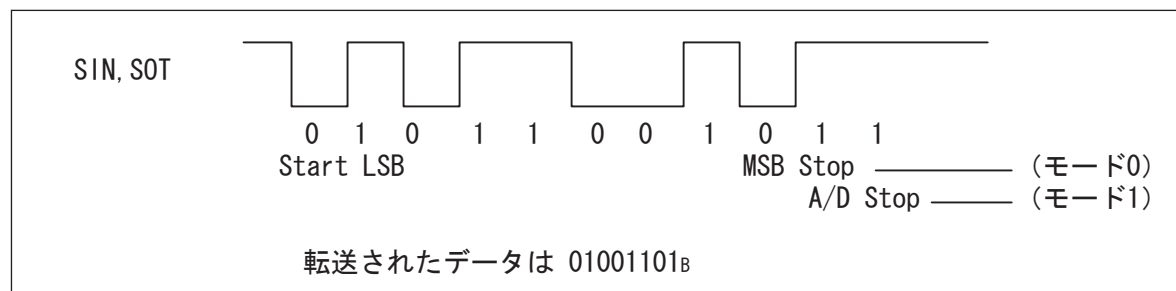 SIN,SOT
0 1 0 1 1 0 0 1 0 1 1
Start LSB MSB Stop (モード0)
A/D Stop (モード1)
転送されたデータは 01001101B